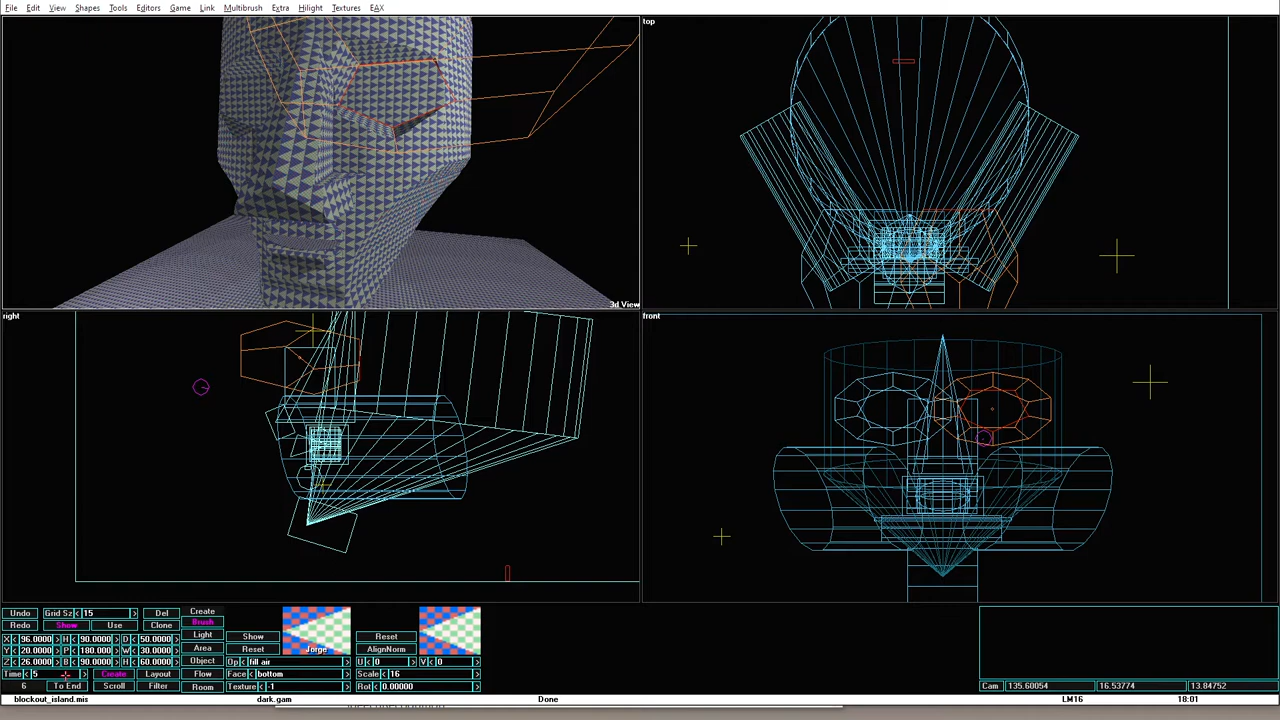 File Edit View Shapes Tools Editors Game Link Multibrush Extra Hilight Textures EAX
top
3d View
right
front
Undo Grid Sz 15 Del Create
Redo Show Use Clone Brush
X 96.0000 H 90.0000 D 50.0000 Light Show Jorge Reset
Y 20.0000 P 180.0000 W 30.0000 Area Reset AlignNorm
Z 26.0000 B 90.0000 H 60.0000 Object Op fill air U 0 V 0
Time 5 Create Layout Flow Face bottom Scale 16
6 To End Scroll Filter Room Texture -1 Rot 0.00000 Cam 135.60054 16.53774 13.84752
blockout_island.mis dark.gam Done LM16 18:01